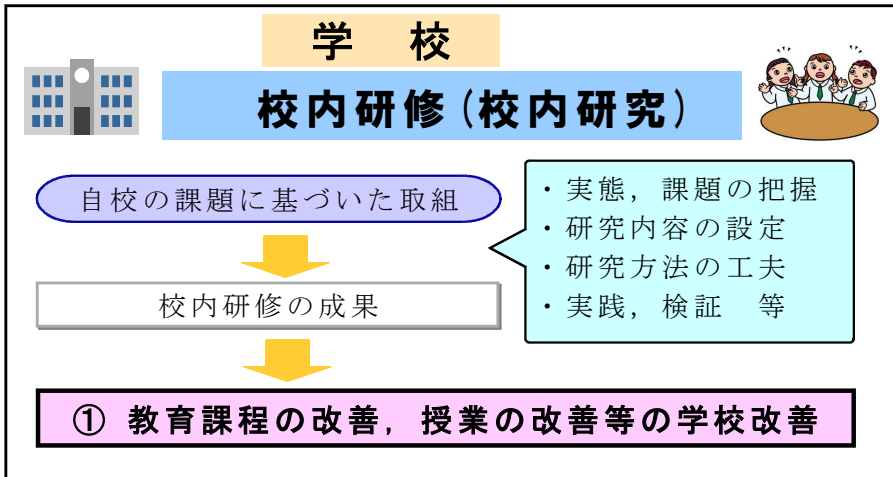 学　校
校内研修（校内研究）
自校の課題に基づいた取組
・実態，課題の把握
・研究内容の設定
・研究方法の工夫
・実践，検証　等
校内研修の成果
① 教育課程の改善，授業の改善等の学校改善